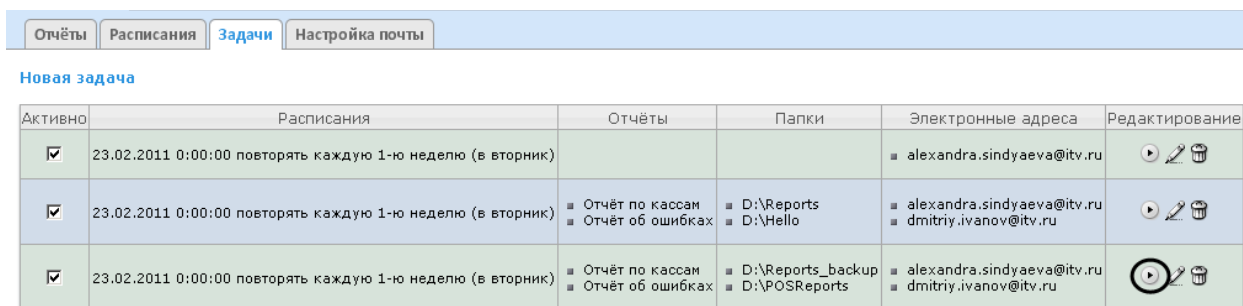 Отчёты Расписания Задачи Настройка почты
Новая задача
Активно Расписания Отчёты Папки Электронные адреса Редактирование
23.02.2011 0:00:00 повторять каждую 1-ю неделю (в вторник) alexandra.sindyaeva@itv.ru
23.02.2011 0:00:00 повторять каждую 1-ю неделю (в вторник)
Отчёт по кассам D:\Reports alexandra.sindyaeva@itv.ru
Отчёт об ошибках D:\Hello dmitriy.ivanov@itv.ru
23.02.2011 0:00:00 повторять каждую 1-ю неделю (в вторник)
Отчёт по кассам D:\Reports_backup alexandra.sindyaeva@itv.ru
Отчёт об ошибках D:\POSReports dmitriy.ivanov@itv.ru